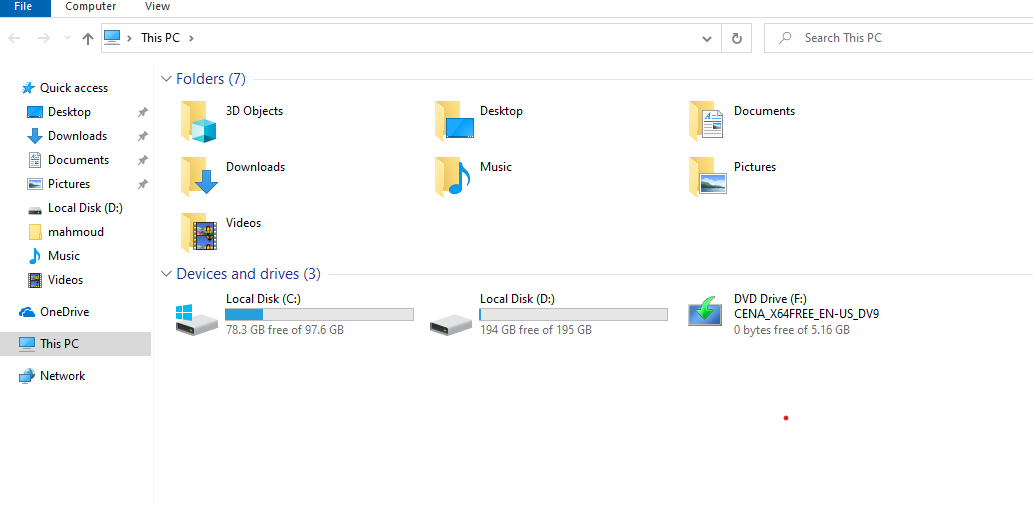 File Computer View
This PC
Search This PC
Quick access
Desktop
Downloads
Documents
Pictures
Local Disk (D:)
mahmoud
Music
Videos
OneDrive
This PC
Network
Folders (7)
3D Objects
Desktop
Documents
Downloads
Music
Pictures
Videos
Devices and drives (3)
Local Disk (C:)
78.3 GB free of 97.6 GB
Local Disk (D:)
194 GB free of 195 GB
DVD Drive (F:)
CENA_X64FREE_EN-US_DV9
0 bytes free of 5.16 GB